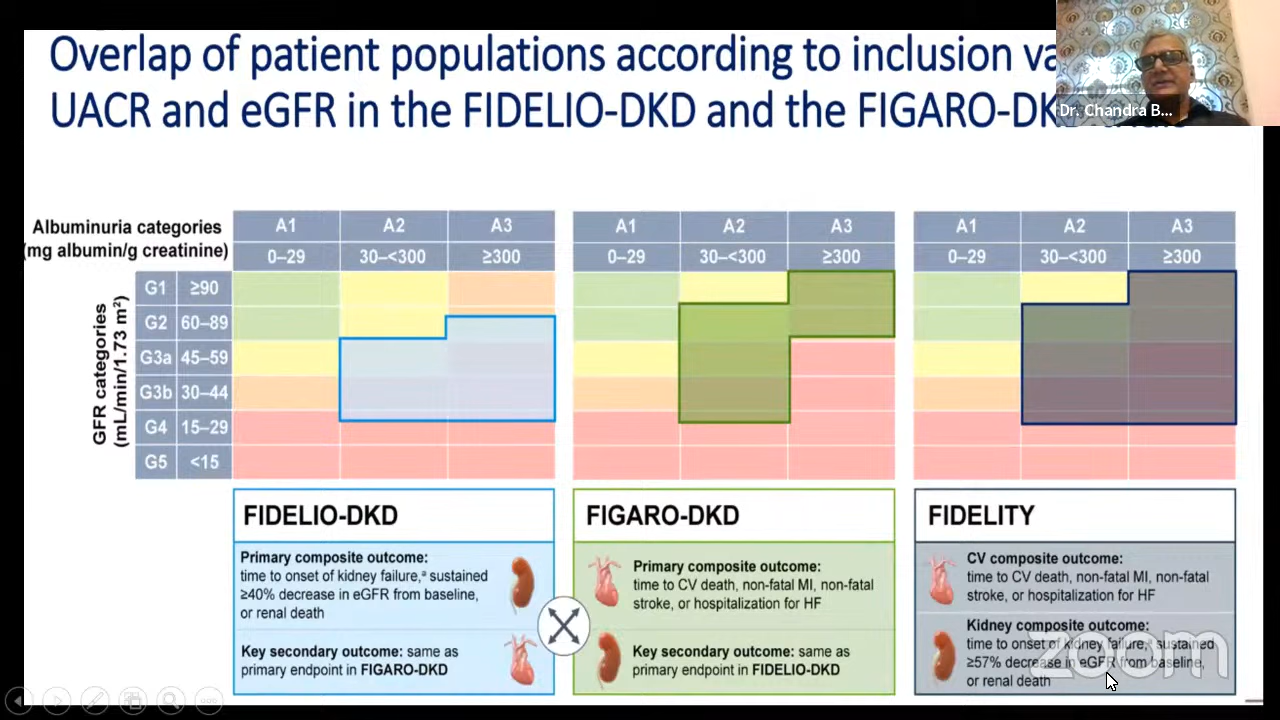 Overlap of patient populations according to inclusion
UACR and eGFR in the FIDELIO-DKD and the
Dr. Chandra B...
Albuminuria categories
(mg albumin/g creatinine)
A1 A2 A3
0–29 30–<300 ≥300
A1 A2 A3
0–29 30–<300 ≥300
A1 A2 A3
0–29 30–<300 ≥300
GFR categories
(mL/min/1.73 m²)
G1 ≥90
G2 60–89
G3a 45–59
G3b 30–44
G4 15–29
G5 <15
FIDELIO-DKD
Primary composite outcome:
time to onset of kidney failure,ᵃ sustained
≥40% decrease in eGFR from baseline,
or renal death
Key secondary outcome: same as
primary endpoint in FIGARO-DKD
FIGARO-DKD
Primary composite outcome:
time to CV death, non-fatal MI, non-fatal
stroke, or hospitalization for HF
Key secondary outcome: same as
primary endpoint in FIDELIO-DKD
FIDELITY
CV composite outcome:
time to CV death, non-fatal MI, non-fatal
stroke, or hospitalization for HF
Kidney composite outcome:
time to onset of kidney failure,ᵃ sustained
≥57% decrease in eGFR from baseline,
or renal death
zoom